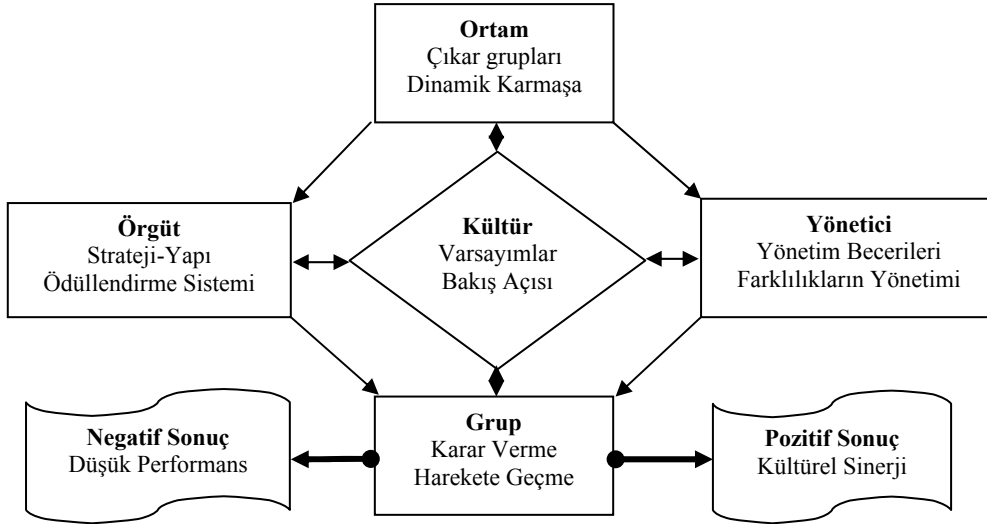 Ortam
Çıkar grupları
Dinamik Karmaşa
Örgüt
Strateji-Yapı
Ödüllendirme Sistemi
Kültür
Varsayımlar
Bakış Açısı
Yönetici
Yönetim Becerileri
Farklılıkların Yönetimi
Negatif Sonuç
Düşük Performans
Grup
Karar Verme
Harekete Geçme
Pozitif Sonuç
Kültürel Sinerji